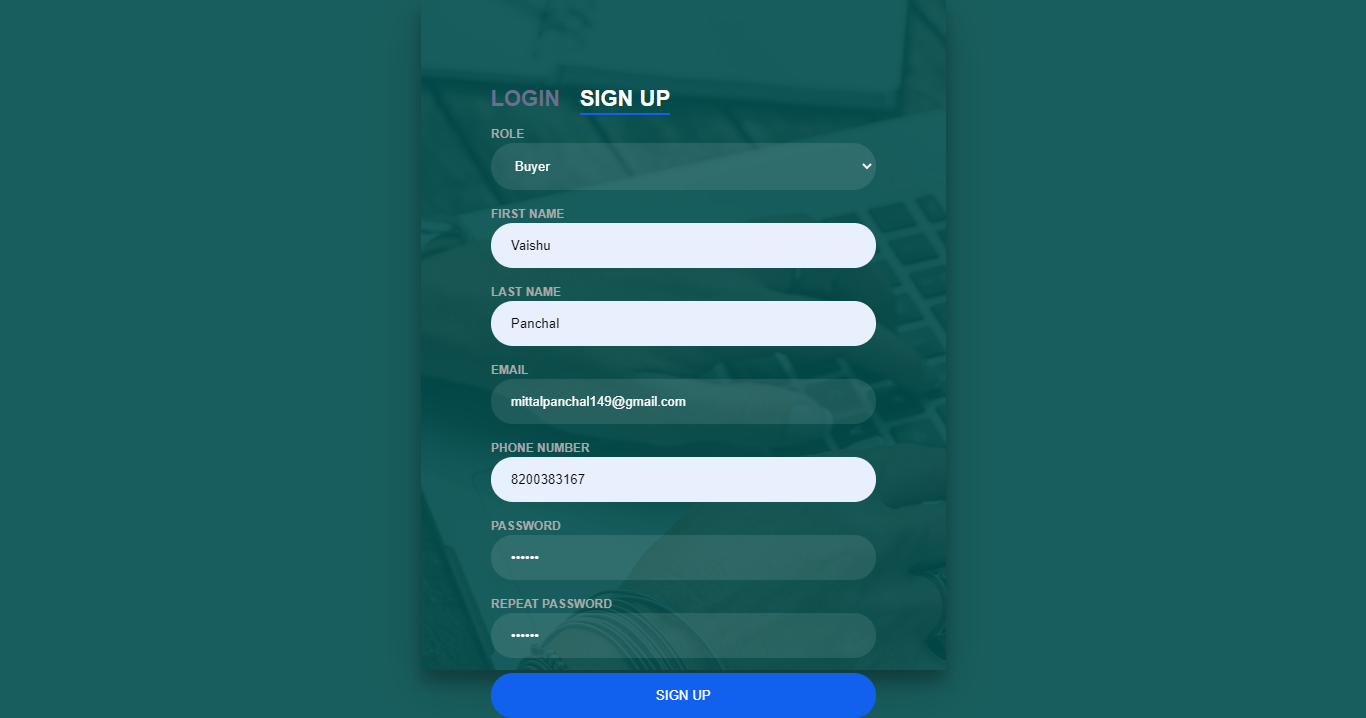 LOGIN SIGN UP
ROLE
Buyer
FIRST NAME
Vaishu
LAST NAME
Panchal
EMAIL
mittalpanchal149@gmail.com
PHONE NUMBER
8200383167
PASSWORD
••••••
REPEAT PASSWORD
••••••
SIGN UP